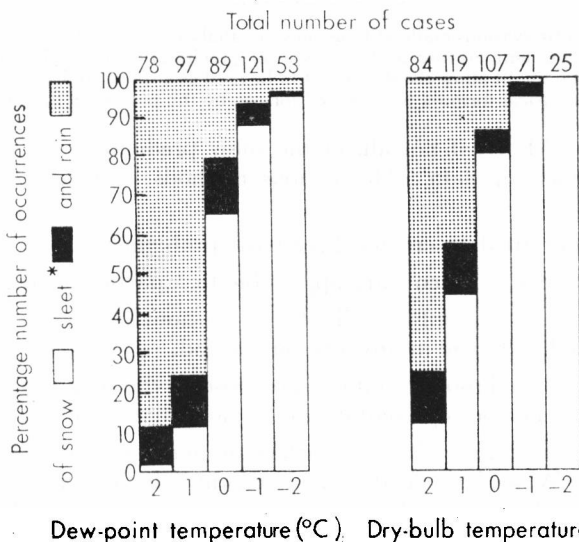 Total number of cases
78 97 89 121 53
84 119 107 71 25
100
90
80
70
60
50
40
30
20
10
0
Percentage number of occurrences
of snow sleet * and rain
2 1 0 -1 -2
2 1 0 -1 -2
Dew-point temperature (°C) Dry-bulb temperature